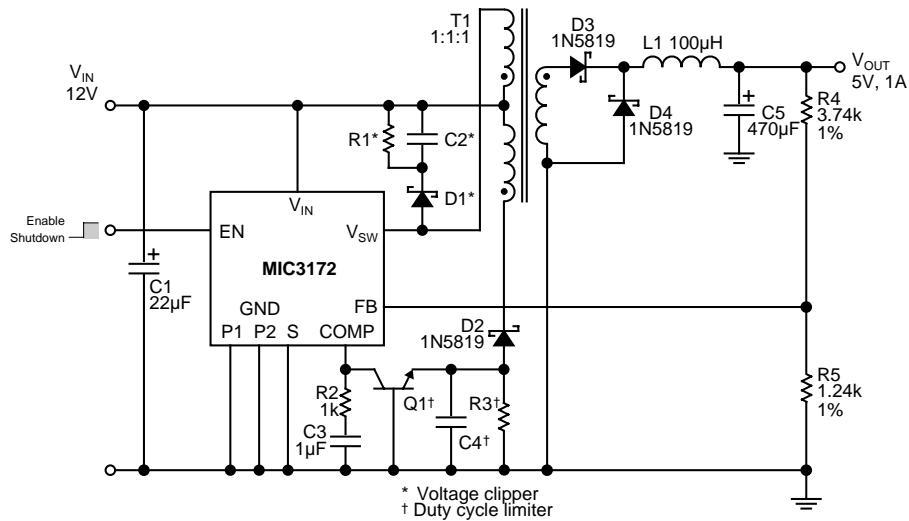 T1
1:1:1
D3
1N5819
L1 100µH
VOUT
5V, 1A
VIN
12V
R4
3.74k
1%
D4
1N5819
C5
470µF
R1*
C2*
D1*
VIN
Enable
Shutdown
EN
VSW
MIC3172
C1
22µF
FB
GND
P1
P2
S
COMP
D2
1N5819
R5
1.24k
1%
R2
1k
Q1†
R3†
C3
1µF
C4†
* Voltage clipper
† Duty cycle limiter